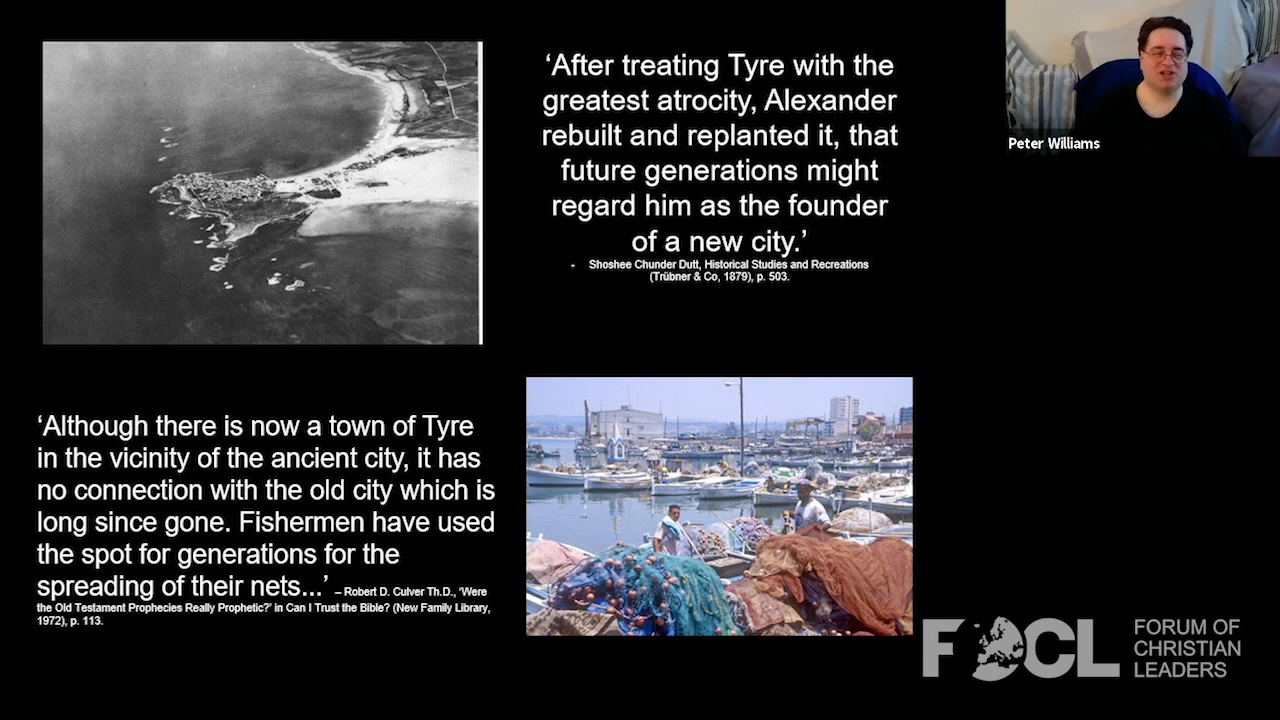 ‘After treating Tyre with the
greatest atrocity, Alexander
rebuilt and replanted it, that
future generations might
regard him as the founder
of a new city.’
- Shoshee Chunder Dutt, Historical Studies and Recreations
(Trübner & Co, 1879), p. 503.
Peter Williams
‘Although there is now a town of Tyre
in the vicinity of the ancient city, it has
no connection with the old city which is
long since gone. Fishermen have used
the spot for generations for the
spreading of their nets...’ – Robert D. Culver Th.D., ‘Were
the Old Testament Prophecies Really Prophetic?’ in Can I Trust the Bible? (New Family Library,
1972), p. 113.
FOCL
FORUM OF
CHRISTIAN
LEADERS